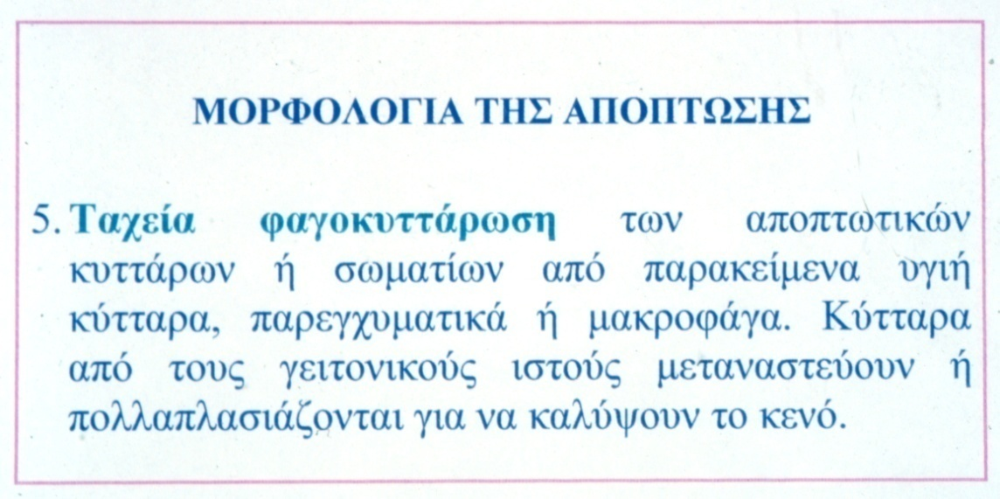 ΜΟΡΦΟΛΟΓΙΑ ΤΗΣ ΑΠΟΠΤΩΣΗΣ
5. Ταχεία φαγοκυττάρωση των αποπτωτικών
κυττάρων ή σωματίων από παρακείμενα υγιή
κύτταρα, παρεγχυματικά ή μακροφάγα. Κύτταρα
από τους γειτονικούς ιστούς μεταναστεύουν ή
πολλαπλασιάζονται για να καλύψουν το κενό.